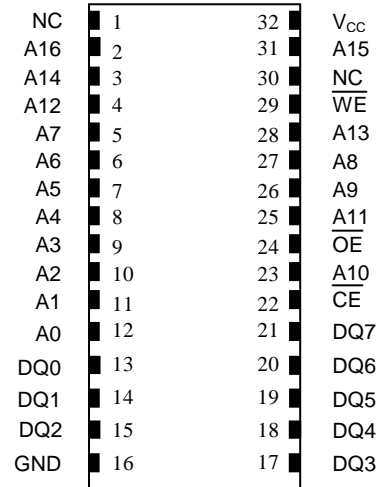 NC 1 32 VCC
A16 2 31 A15
A14 3 30 NC
A12 4 29 WE
A7 5 28 A13
A6 6 27 A8
A5 7 26 A9
A4 8 25 A11
A3 9 24 OE
A2 10 23 A10
A1 11 22 CE
A0 12 21 DQ7
DQ0 13 20 DQ6
DQ1 14 19 DQ5
DQ2 15 18 DQ4
GND 16 17 DQ3